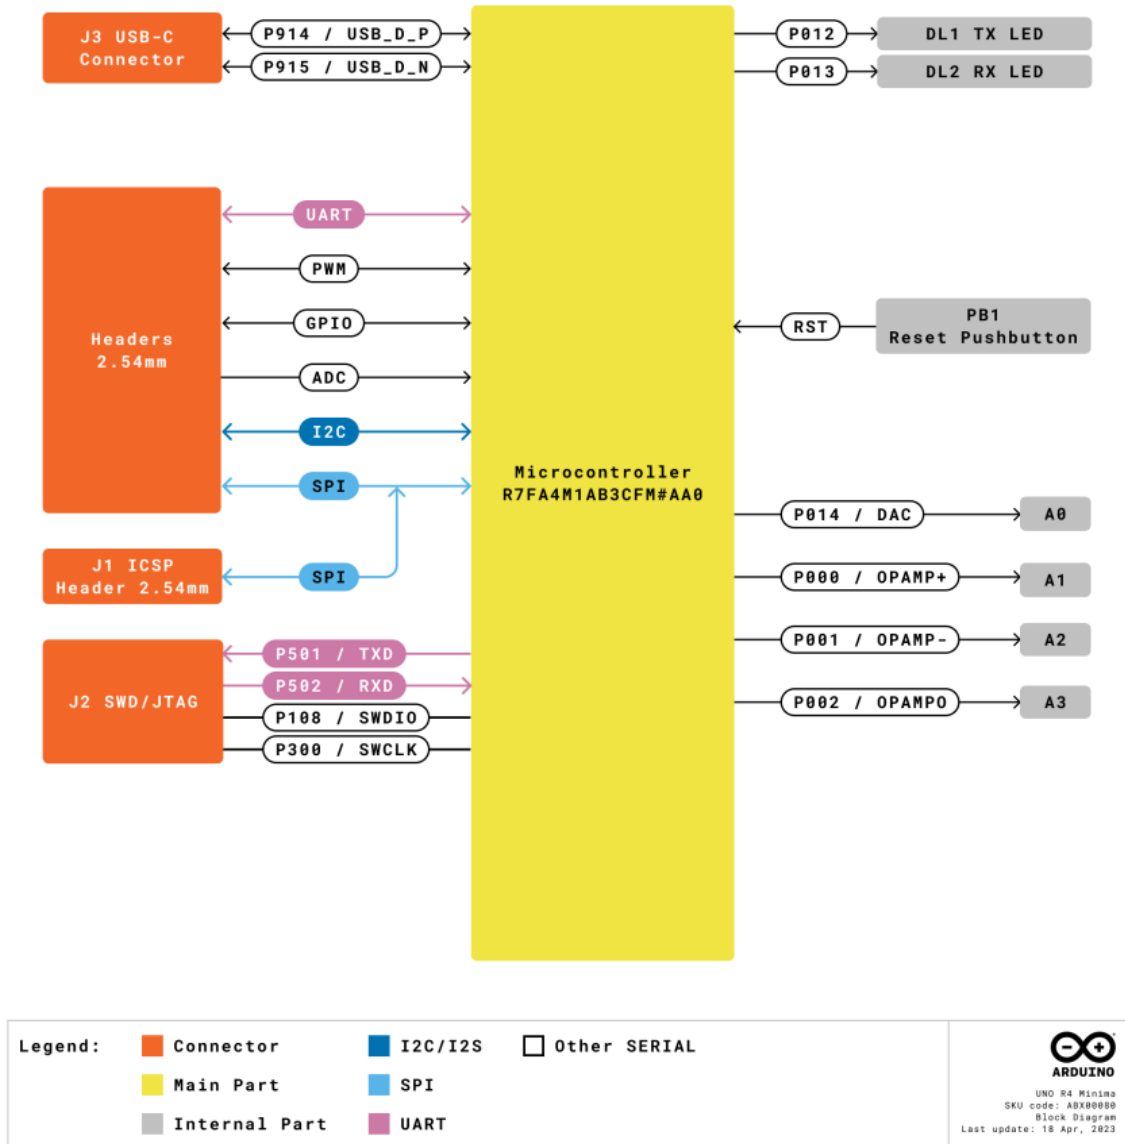 J3 USB-C
Connector
P914 / USB_D_P
P915 / USB_D_N
P012
DL1 TX LED
P013
DL2 RX LED
Headers
2.54mm
UART
PWM
GPIO
ADC
I2C
SPI
RST
PB1
Reset Pushbutton
Microcontroller
R7FA4M1AB3CFM#AA0
J1 ICSP
Header 2.54mm
SPI
P014 / DAC
A0
P000 / OPAMP+
A1
P001 / OPAMP-
A2
P002 / OPAMPO
A3
J2 SWD/JTAG
P501 / TXD
P502 / RXD
P108 / SWDIO
P300 / SWCLK
Legend:
Connector
Main Part
Internal Part
I2C/I2S
SPI
UART
Other SERIAL
ARDUINO
UNO R4 Minima
SKU code: ABX00080
Block Diagram
Last update: 18 Apr, 2023